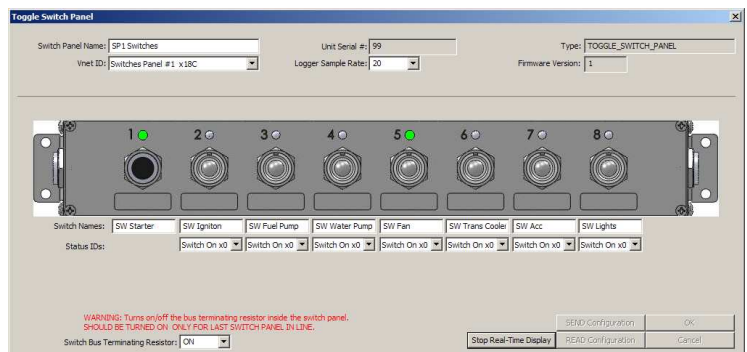 Toggle Switch Panel
Switch Panel Name: SP1 Switches Unit Serial #: 99 Type: TOGGLE_SWITCH_PANEL
Vnet ID: Switches Panel #1 x18C Logger Sample Rate: 20 Firmware Version: 1
1 2 3 4 5 6 7 8
Switch Names: SW Starter SW Igniton SW Fuel Pump SW Water Pump SW Fan SW Trans Cooler SW Acc SW Lights
Status IDs: Switch On x0 Switch On x0 Switch On x0 Switch On x0 Switch On x0 Switch On x0 Switch On x0
WARNING: Turns on/off the bus terminating resistor inside the switch panel.
SHOULD BE TURNED ON ONLY FOR LAST SWITCH PANEL IN LINE.
SEND Configuration OK
Switch Bus Terminating Resistor: ON Stop Real-Time Display READ Configuration Cancel